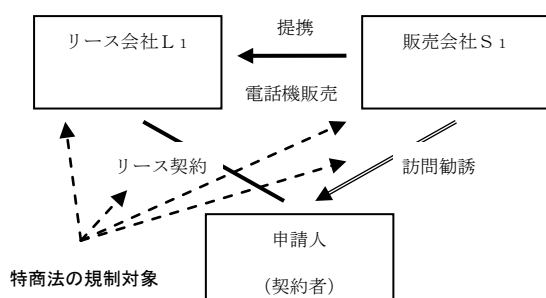 リース会社Ｌ１
提携
販売会社Ｓ１
電話機販売
リース契約
訪問勧誘
申請人
（契約者）
特商法の規制対象